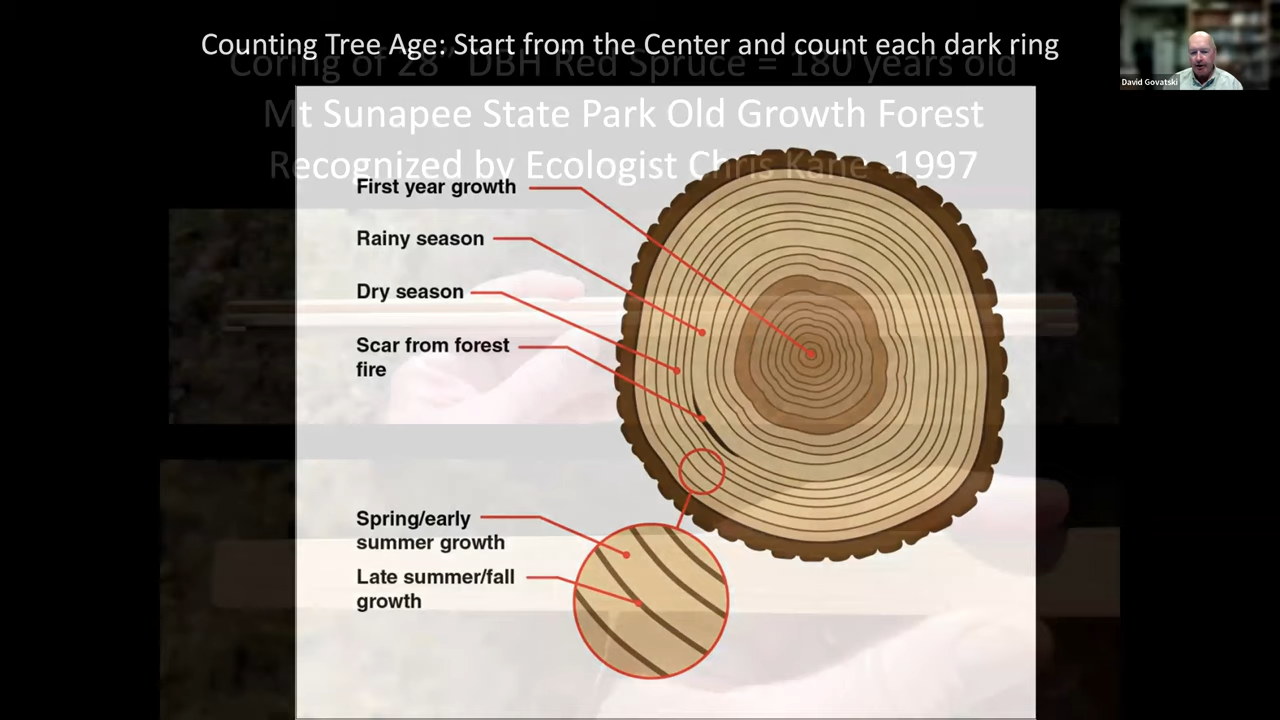 Counting Tree Age: Start from the Center and count each dark ring
Coring of 28" DBH Red Spruce = 180 years old
Mt Sunapee State Park Old Growth Forest
Recognized by Ecologist Chris Kane -1997
David Govatski
First year growth
Rainy season
Dry season
Scar from forest
fire
Spring/early
summer growth
Late summer/fall
growth